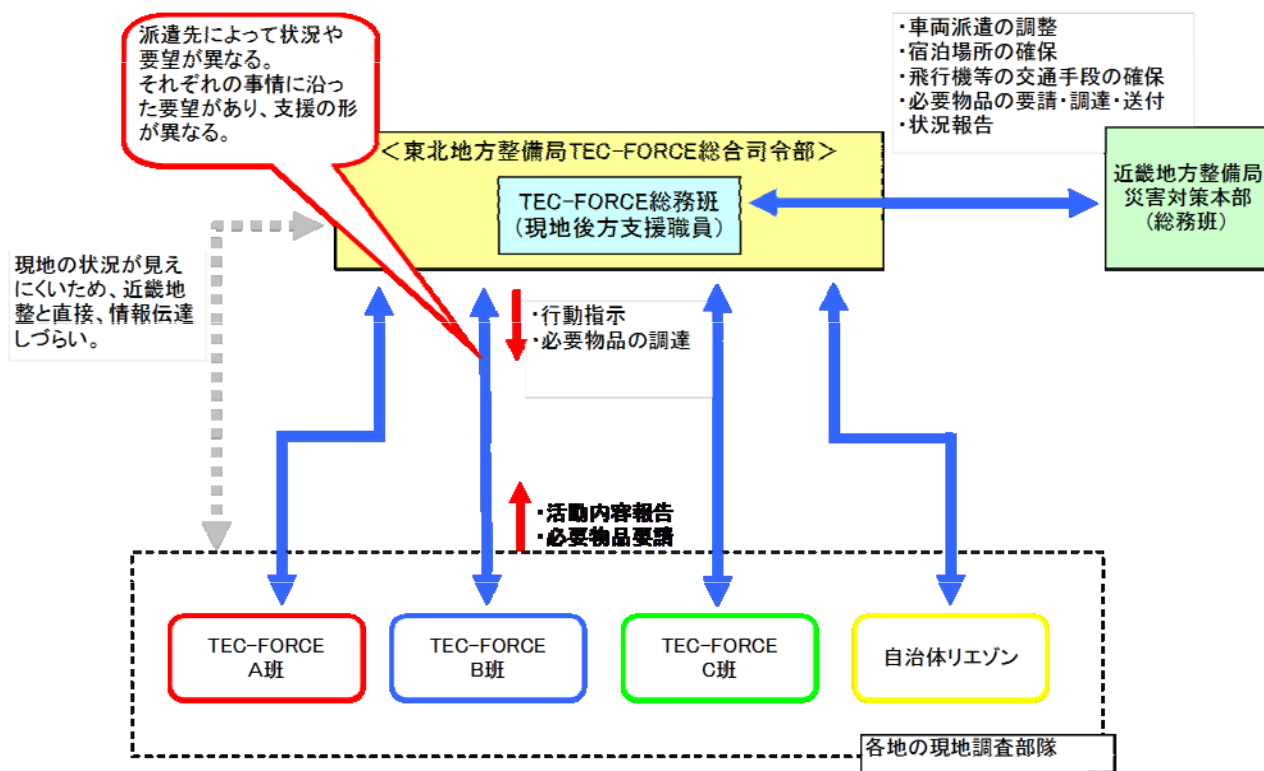 派遣先によって状況や
要望が異なる。
それぞれの事情に沿っ
た要望があり、支援の形
が異なる。
・車両派遣の調整
・宿泊場所の確保
・飛行機等の交通手段の確保
・必要物品の要請・調達・送付
・状況報告
<東北地方整備局TEC-FORCE総合司令部>
TEC-FORCE総務班
(現地後方支援職員)
近畿地方整備局
災害対策本部
(総務班)
現地の状況が見え
にくいため、近畿地
整と直接、情報伝達
しづらい。
・行動指示
・必要物品の調達
・活動内容報告
・必要物品要請
TEC-FORCE
A班
TEC-FORCE
B班
TEC-FORCE
C班
自治体リエゾン
各地の現地調査部隊